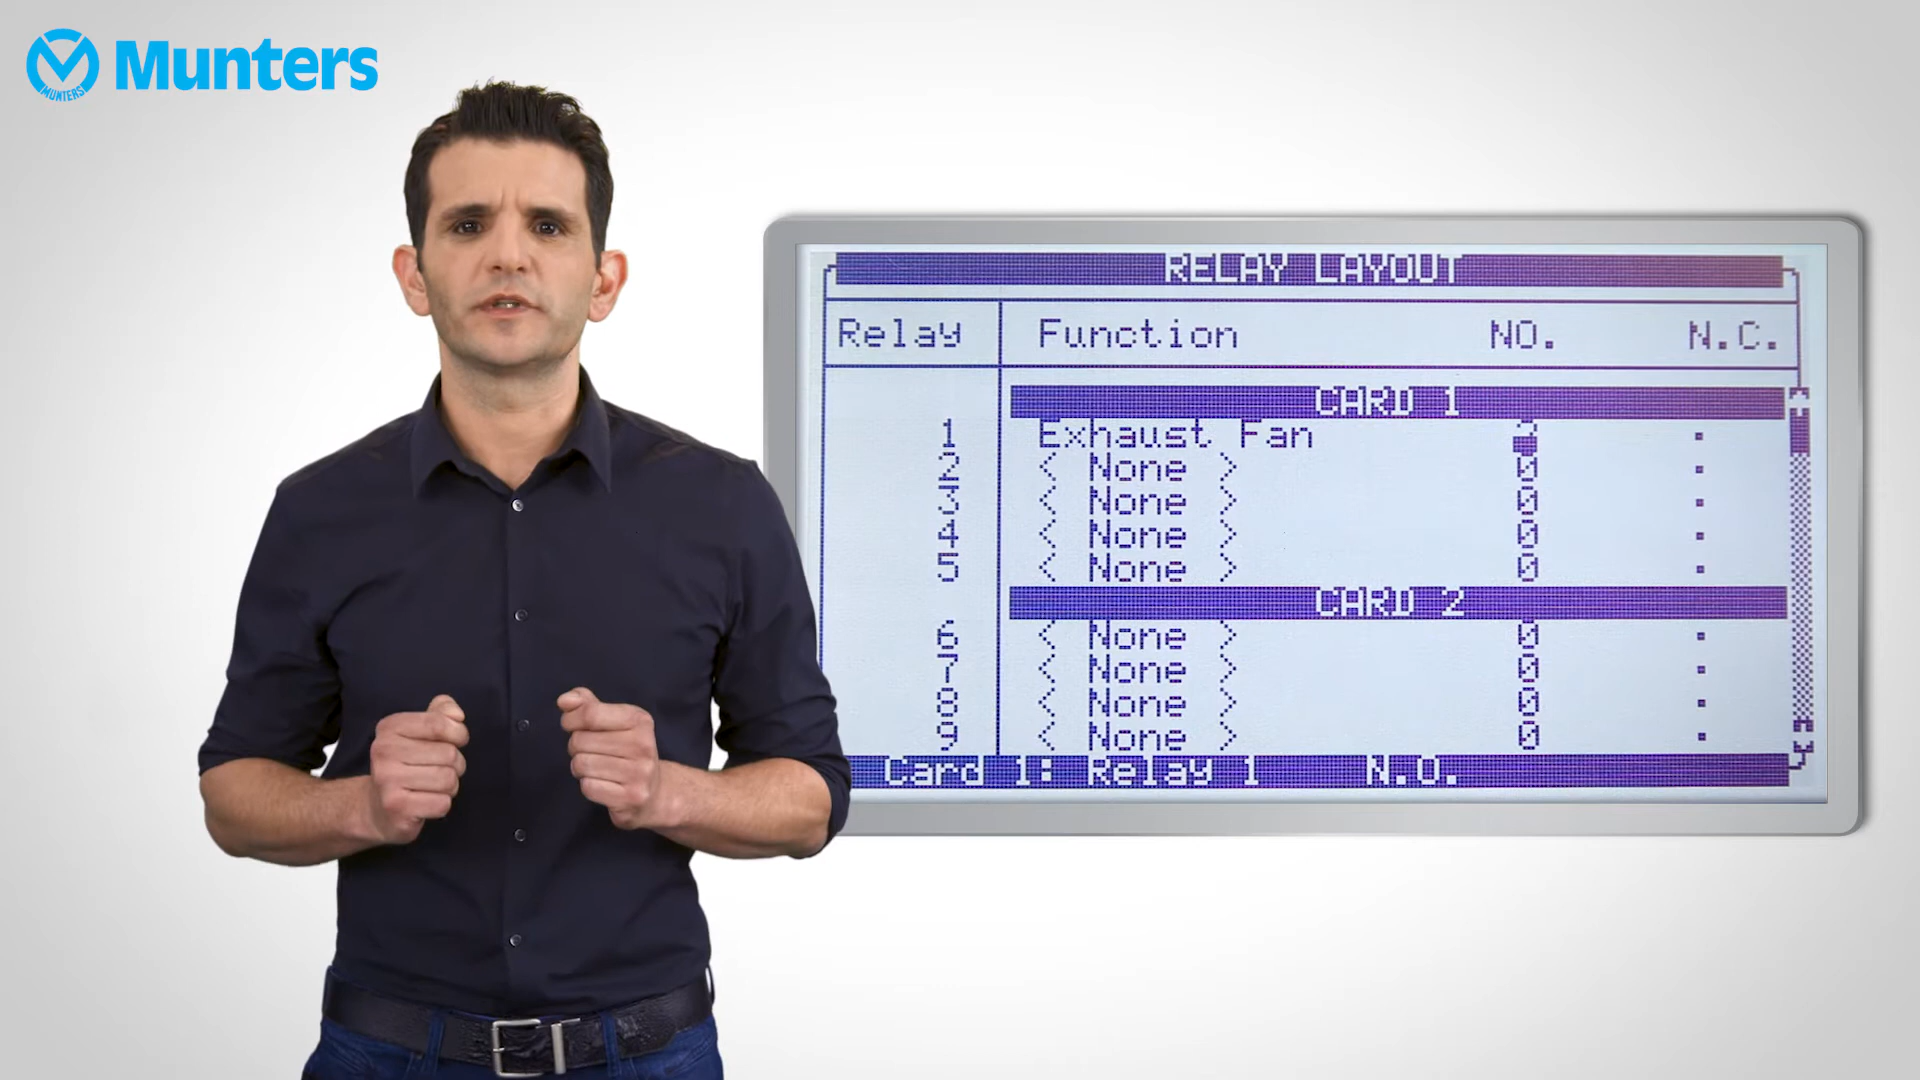 Munters
MUNTERS
RELAY LAYOUT
Relay Function NO. N.C.
CARD 1
1 Exhaust Fan
2 < None > 0
3 < None > 0
4 < None > 0
5 < None > 0
CARD 2
6 < None > 0
7 < None > 0
8 < None > 0
9 < None > 0
Card 1: Relay 1 N.O.